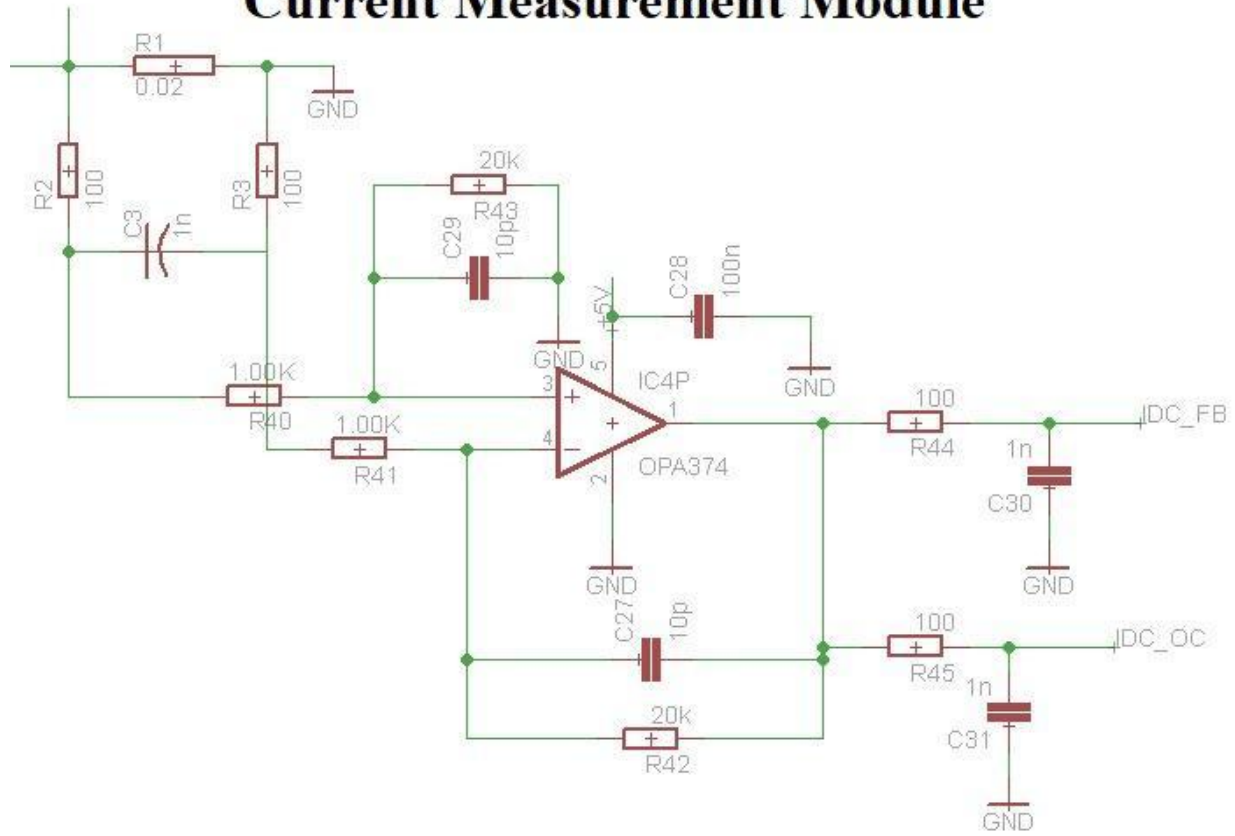 Current Measurement Module
R1
0.02
GND
R2
100
R3
100
C3
1n
20K
R43
C29
10p
GND
+5V
C28
100n
GND
1.00K
R40
1.00K
R41
3
4
5
2
1
IC4P
OPA374
GND
100
R44
IDC_FB
1n
C30
GND
C27
10p
20k
R42
100
R45
IDC_OC
1n
C31
GND